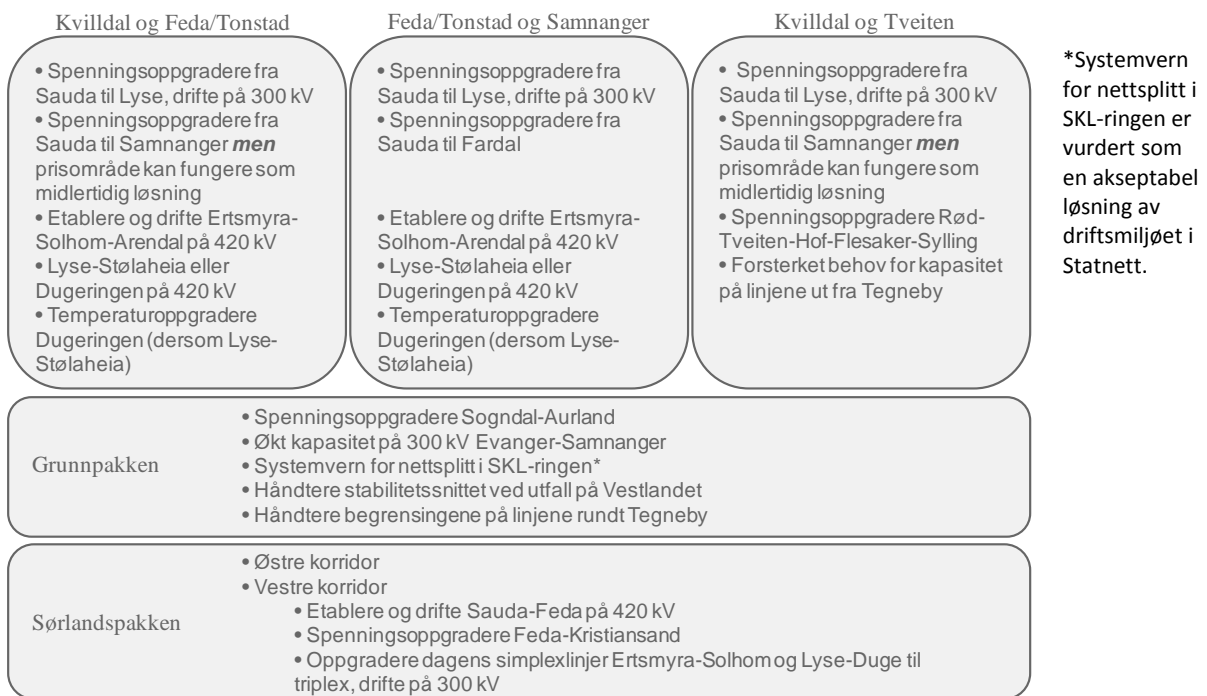 Kvilldal og Feda/Tonstad
• Spenningsoppgradere fra
Sauda til Lyse, drifte på 300 kV
• Spenningsoppgradere fra
Sauda til Samnanger men
prisområde kan fungere som
midlertidig løsning
• Etablere og drifte Ertsmyra-
Solhom-Arendal på 420 kV
• Lyse-Stølaheia eller
Dugeringen på 420 kV
• Temperaturoppgradere
Dugeringen (dersom Lyse-
Stølaheia)
Feda/Tonstad og Samnanger
• Spenningsoppgradere fra
Sauda til Lyse, drifte på 300 kV
• Spenningsoppgradere fra
Sauda til Fardal
• Etablere og drifte Ertsmyra-
Solhom-Arendal på 420 kV
• Lyse-Stølaheia eller
Dugeringen på 420 kV
• Temperaturoppgradere
Dugeringen (dersom Lyse-
Stølaheia)
Kvilldal og Tveiten
• Spenningsoppgradere fra
Sauda til Lyse, drifte på 300 kV
• Spenningsoppgradere fra
Sauda til Samnanger men
prisområde kan fungere som
midlertidig løsning
• Spenningsoppgradere Rød-
Tveiten-Hof-Flesaker-Sylling
• Forsterket behov for kapasitet
på linjene ut fra Tegneby
*Systemvern
for nettsplitt i
SKL-ringen er
vurdert som
en akseptabel
løsning av
driftsmiljøet i
Statnett.
Grunnpakken
• Spenningsoppgradere Sogndal-Aurland
• Økt kapasitet på 300 kV Evanger-Samnanger
• Systemvern for nettsplitt i SKL-ringen*
• Håndtere stabilitetssnittet ved utfall på Vestlandet
• Håndtere begrensingene på linjene rundt Tegneby
Sørlandspakken
• Østre korridor
• Vestre korridor
• Etablere og drifte Sauda-Feda på 420 kV
• Spenningsoppgradere Feda-Kristiansand
• Oppgradere dagens simplexlinjer Ertsmyra-Solhom og Lyse-Duge til
triplex, drifte på 300 kV